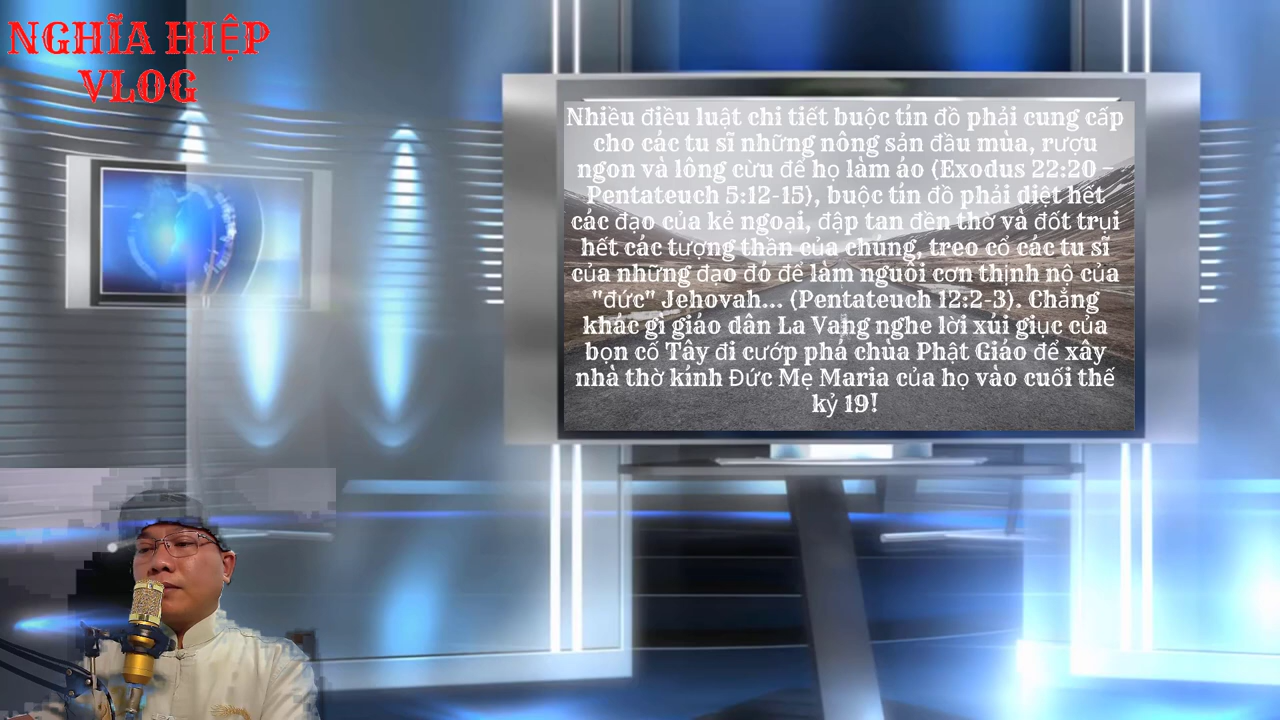 NGHĨA HIỆP
VLOG
Nhiều điều luật chi tiết buộc tín đồ phải cung cấp
cho các tu sĩ những nông sản đầu mùa, rượu
ngon và lông cừu để họ làm áo (Exodus 22:20 –
Pentateuch 5:12-15), buộc tín đồ phải diệt hết
các đạo của kẻ ngoại, đập tan đền thờ và đốt trụi
hết các tượng thần của chúng, treo cổ các tu sĩ
của những đạo đó để làm nguôi cơn thịnh nộ của
"đức" Jehovah... (Pentateuch 12:2-3). Chẳng
khác gì giáo dân La Vang nghe lời xúi giục của
bọn cố Tây đi cướp phá chùa Phật Giáo để xây
nhà thờ kính Đức Mẹ Maria của họ vào cuối thế
kỷ 19!